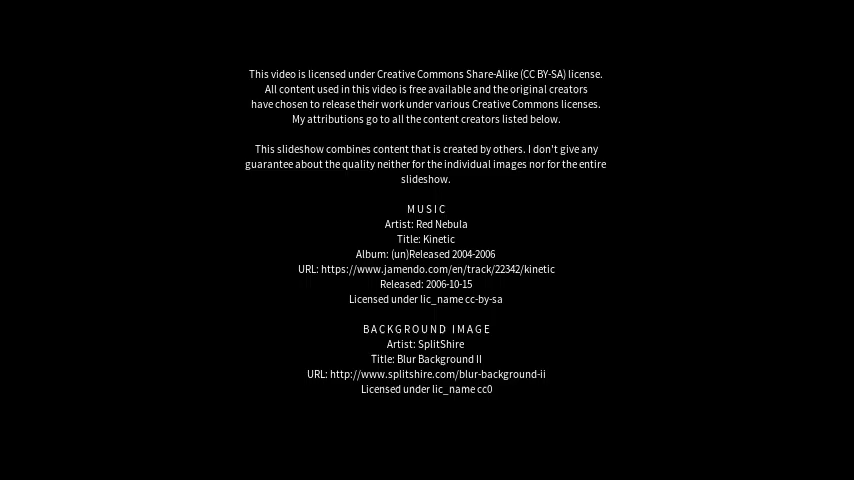 This video is licensed under Creative Commons Share-Alike (CC BY-SA) license.
All content used in this video is free available and the original creators
have chosen to release their work under various Creative Commons licenses.
My attributions go to all the content creators listed below.
This slideshow combines content that is created by others. I don't give any
guarantee about the quality neither for the individual images nor for the entire
slideshow.
MUSIC
Artist: Red Nebula
Title: Kinetic
Album: (un)Released 2004-2006
URL: https://www.jamendo.com/en/track/22342/kinetic
Released: 2006-10-15
Licensed under lic_name cc-by-sa
BACKGROUND IMAGE
Artist: SplitShire
Title: Blur Background II
URL: http://www.splitshire.com/blur-background-ii
Licensed under lic_name cc0